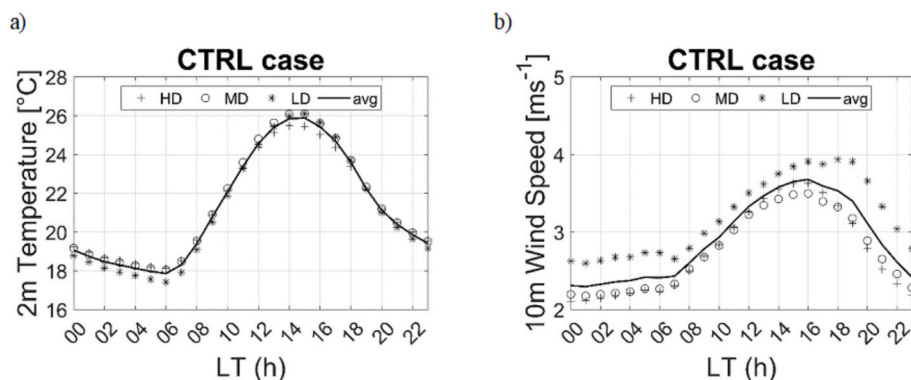 a)
CTRL case
28
26
24
22
20
18
16
2m Temperature [°C]
HD MD LD avg
00 02 04 06 08 10 12 14 16 18 20 22
LT (h)
b)
CTRL case
5
4
3
2
10m Wind Speed [ms⁻¹]
HD MD LD avg
00 02 04 06 08 10 12 14 16 18 20 22
LT (h)